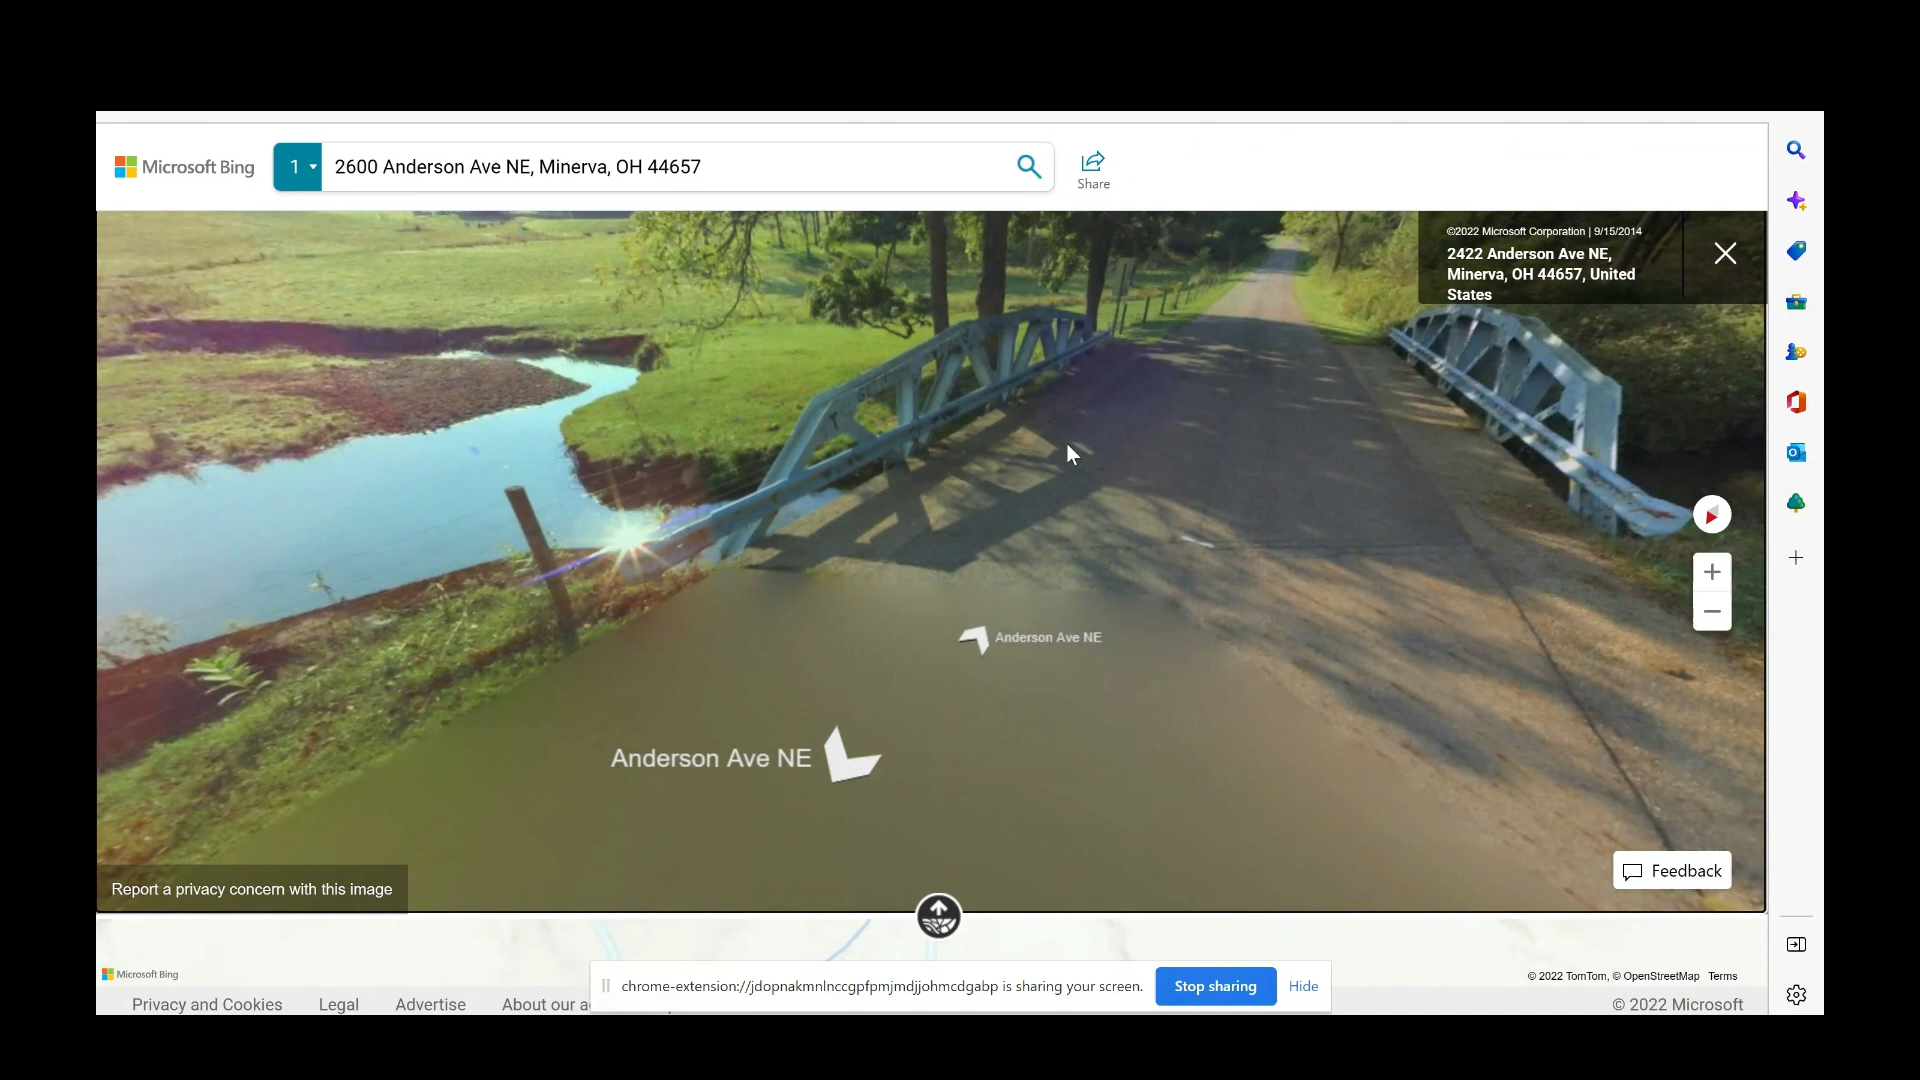 Microsoft Bing
1
2600 Anderson Ave NE, Minerva, OH 44657
Share
©2022 Microsoft Corporation | 9/15/2014
2422 Anderson Ave NE,
Minerva, OH 44657, United
States
Anderson Ave NE
Anderson Ave NE
Feedback
Report a privacy concern with this image
Microsoft Bing
© 2022 TomTom, © OpenStreetMap Terms
chrome-extension://jdopnakmnlnccgpfpmjmdjjohmcdgabp is sharing your screen.
Stop sharing
Hide
Privacy and Cookies
Legal
Advertise
About our a
© 2022 Microsoft